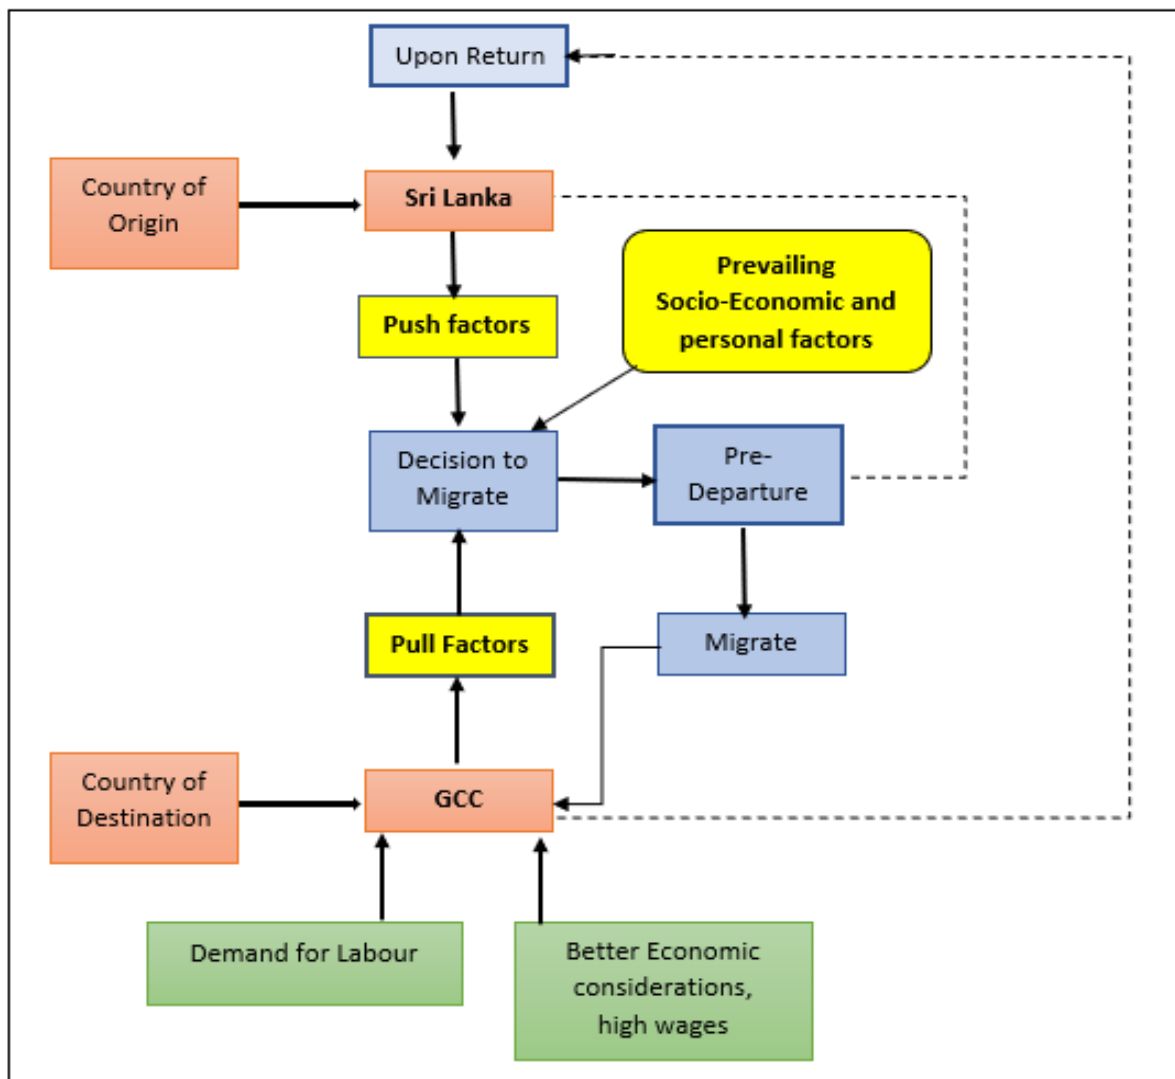 Upon Return
Country of
Origin
Sri Lanka
Prevailing
Socio-Economic and
personal factors
Push factors
Decision to
Migrate
Pre-
Departure
Pull Factors
Migrate
Country of
Destination
GCC
Demand for Labour
Better Economic
considerations,
high wages